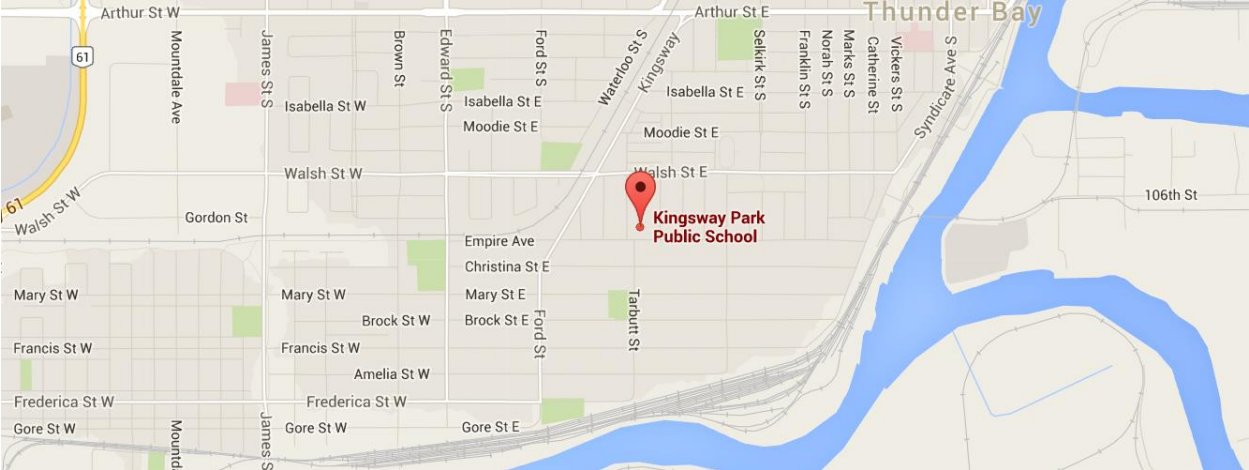 Arthur St W
Arthur St E
Thunder Bay
61
Mountdale Ave
James St S
Brown St
Edward St S
Ford St S
Waterloo St S
Kingsway
Selkirk St S
Franklin St S
Norah St S
Marks St S
Catherine St
Vickers St S
Syndicate Ave S
Isabella St W
Isabella St E
Isabella St E
Moodie St E
Moodie St E
Walsh St W
Walsh St E
106th St
61
Walsh St W
Gordon St
Kingsway Park
Public School
Empire Ave
Christina St E
Mary St W
Mary St W
Mary St E
Brock St W
Brock St E
Ford St
Tarbutt St
Francis St W
Francis St W
Amelia St W
Frederica St W
Frederica St W
Gore St W
Mountd
James S
Gore St W
Gore St E